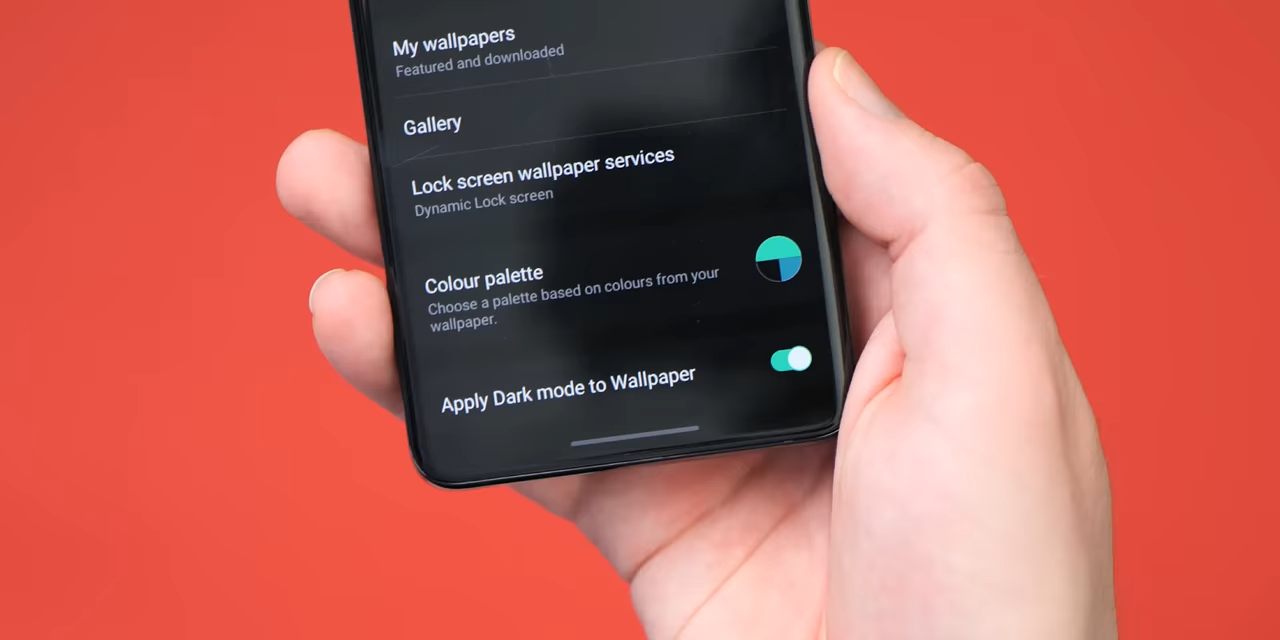 My wallpapers
Featured and downloaded
Gallery
Lock screen wallpaper services
Dynamic Lock screen
Colour palette
Choose a palette based on colours from your
wallpaper.
Apply Dark mode to Wallpaper